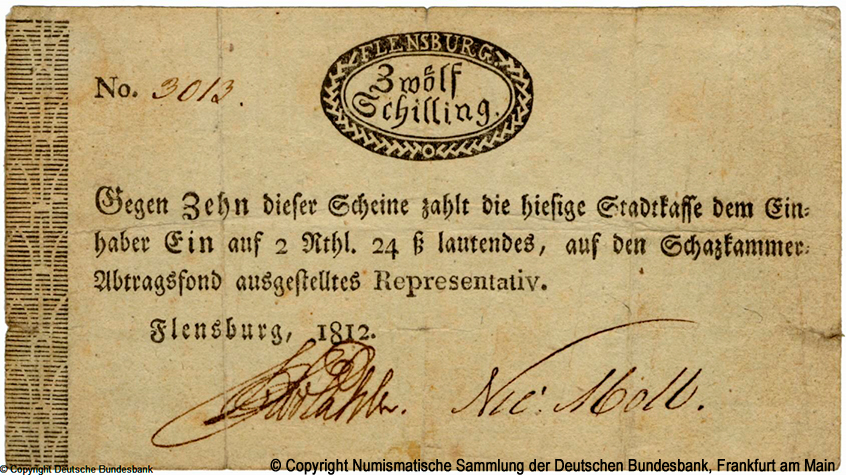 FLENSBURG.
Zwölf
Schilling.
No. 3013.
Gegen Zehn dieser Scheine zahlt die hiesige Stadtkasse dem Ein⸗
haber Ein auf 2 Rthl. 24 ß lautendes, auf den Schazkammer⸗
Abtragsfond ausgestelltes Representativ.
Flensburg, 1812.
Nic: Moll.
© Copyright Deutsche Bundesbank
© Copyright Numismatische Sammlung der Deutschen Bundesbank, Frankfurt am Main